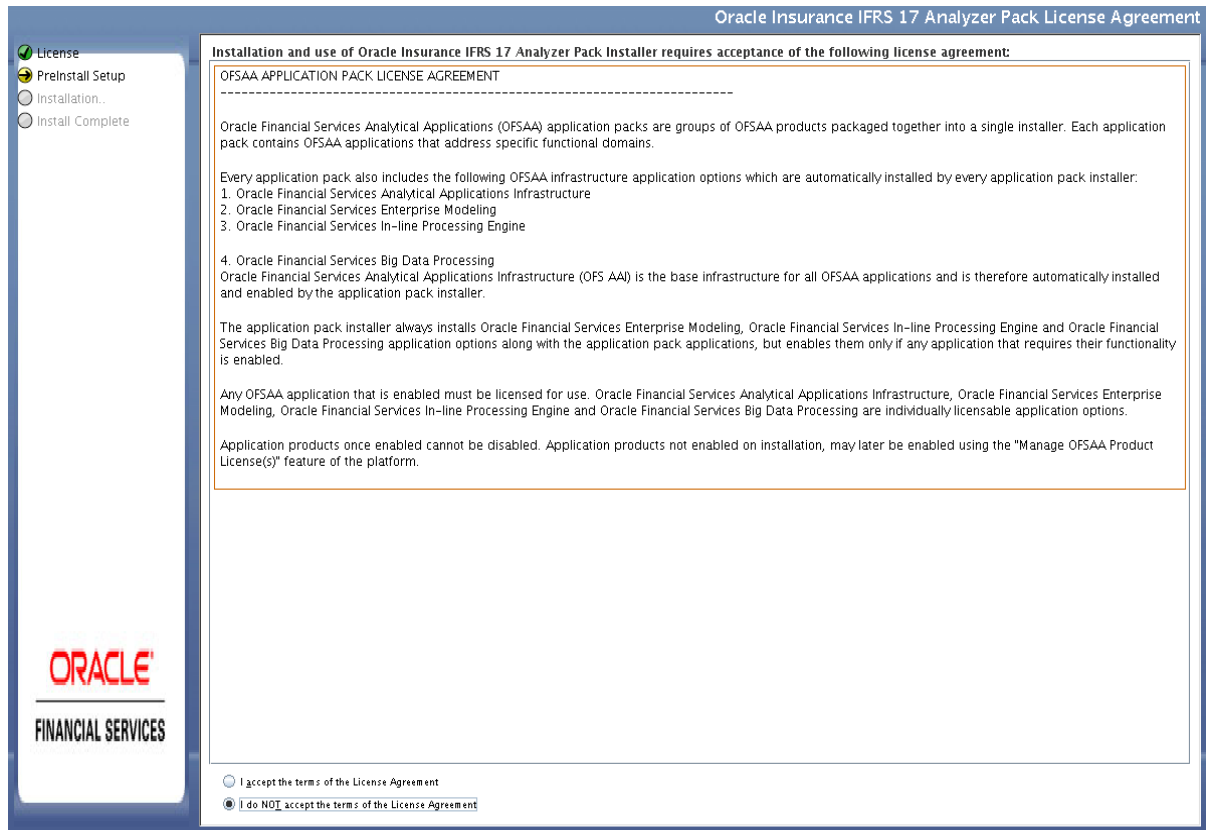 Oracle Insurance IFRS 17 Analyzer Pack License Agreement
License
PreInstall Setup
Installation..
Install Complete
Installation and use of Oracle Insurance IFRS 17 Analyzer Pack Installer requires acceptance of the following license agreement:
OFSAA APPLICATION PACK LICENSE AGREEMENT
-------------------------------------------------------------------------
Oracle Financial Services Analytical Applications (OFSAA) application packs are groups of OFSAA products packaged together into a single installer. Each application
pack contains OFSAA applications that address specific functional domains.
Every application pack also includes the following OFSAA infrastructure application options which are automatically installed by every application pack installer:
1. Oracle Financial Services Analytical Applications Infrastructure
2. Oracle Financial Services Enterprise Modeling
3. Oracle Financial Services In-line Processing Engine
4. Oracle Financial Services Big Data Processing
Oracle Financial Services Analytical Applications Infrastructure (OFS AAI) is the base infrastructure for all OFSAA applications and is therefore automatically installed
and enabled by the application pack installer.
The application pack installer always installs Oracle Financial Services Enterprise Modeling, Oracle Financial Services In-line Processing Engine and Oracle Financial
Services Big Data Processing application options along with the application pack applications, but enables them only if any application that requires their functionality
is enabled.
Any OFSAA application that is enabled must be licensed for use. Oracle Financial Services Analytical Applications Infrastructure, Oracle Financial Services Enterprise
Modeling, Oracle Financial Services In-line Processing Engine and Oracle Financial Services Big Data Processing are individually licensable application options.
Application products once enabled cannot be disabled. Application products not enabled on installation, may later be enabled using the "Manage OFSAA Product
License(s)" feature of the platform.
ORACLE
FINANCIAL SERVICES
I accept the terms of the License Agreement
I do NOT accept the terms of the License Agreement